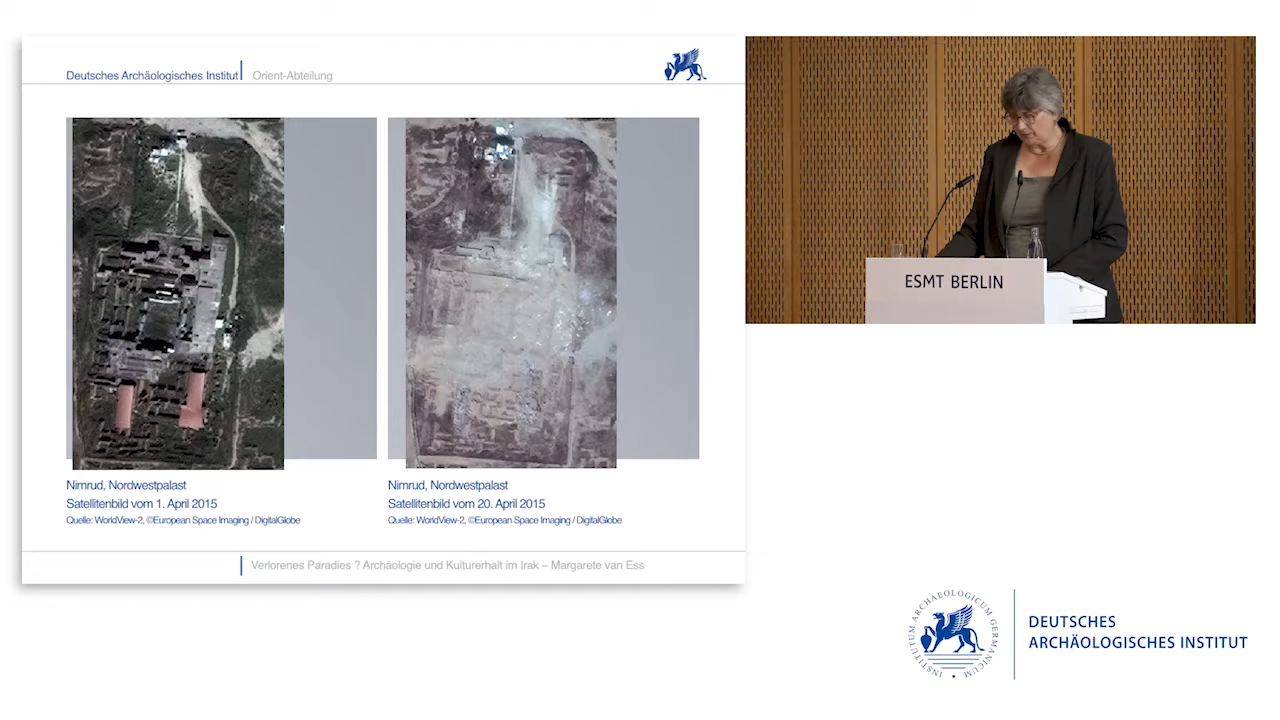 Deutsches Archäologisches Institut
Orient-Abteilung
Nimrud, Nordwestpalast
Satellitenbild vom 1. April 2015
Quelle: WorldView-2, ©European Space Imaging / DigitalGlobe
Nimrud, Nordwestpalast
Satellitenbild vom 20. April 2015
Quelle: WorldView-2, ©European Space Imaging / DigitalGlobe
Verlorenes Paradies ? Archäologie und Kulturerhalt im Irak – Margarete van Ess
ESMT BERLIN
INSTITUTUM ARCHAEOLOGICUM GERMANICUM
DEUTSCHES
ARCHÄOLOGISCHES INSTITUT